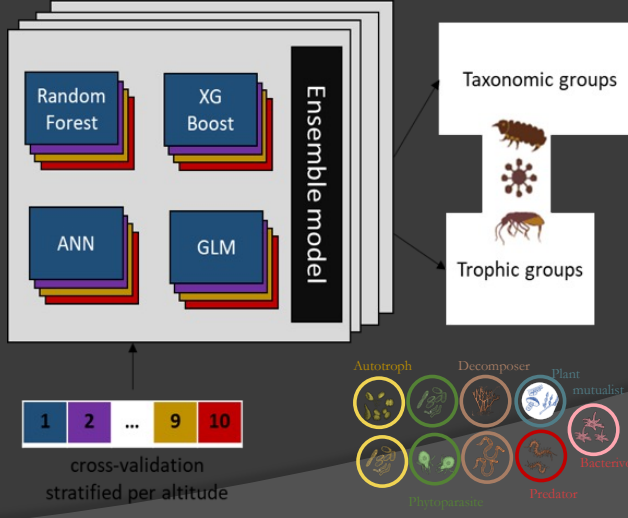 Random
Forest
XG
Boost
ANN
GLM
Ensemble model
Taxonomic groups
Trophic groups
1 2 ... 9 10
cross-validation
stratified per altitude
Autotroph
Decomposer
Plant
mutualist
Phytoparasite
Predator